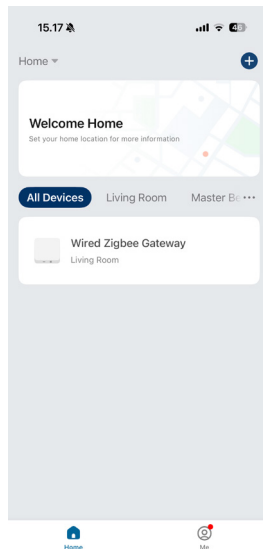 15.17
46
Home
Welcome Home
Set your home location for more information
All Devices Living Room Master Be
Wired Zigbee Gateway
Living Room
Home Me